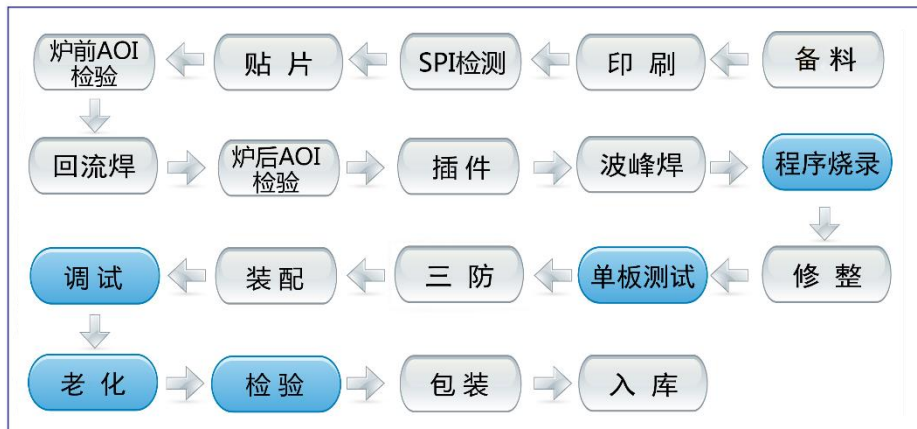 备料
印刷
SPI检测
贴片
炉前AOI
检验
回流焊
炉后AOI
检验
插件
波峰焊
程序烧录
修整
单板测试
三防
装配
调试
老化
检验
包装
入库